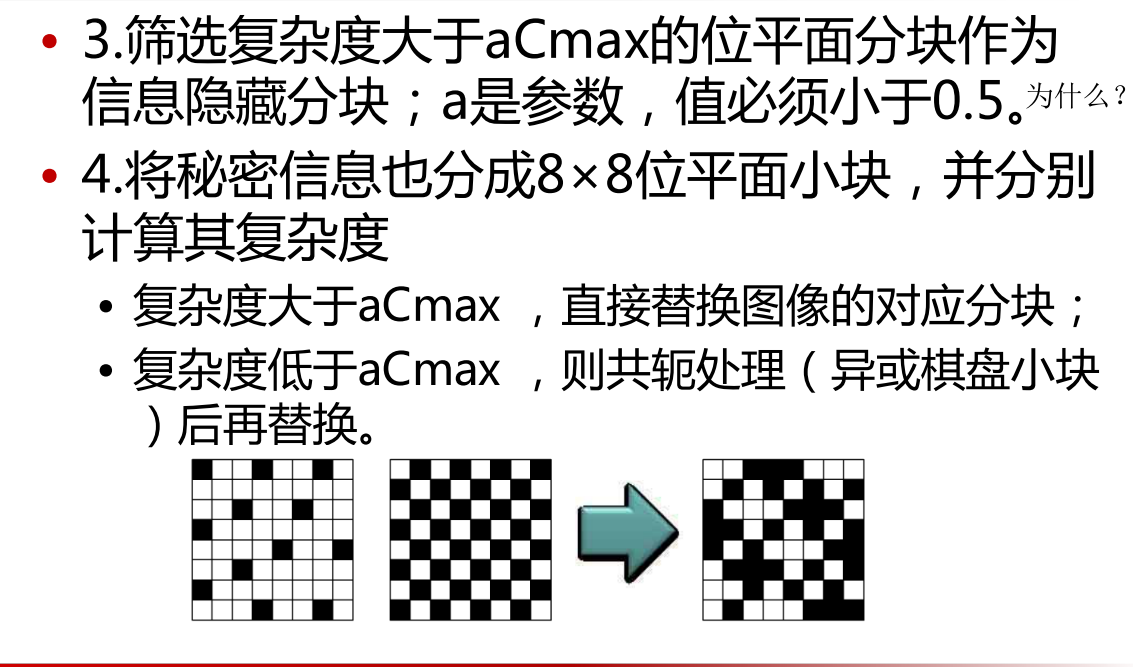 • 3.筛选复杂度大于aCmax的位平面分块作为
信息隐藏分块；a是参数，值必须小于0.5。为什么？
• 4.将秘密信息也分成8×8位平面小块，并分别
计算其复杂度
• 复杂度大于aCmax ，直接替换图像的对应分块；
• 复杂度低于aCmax ，则共轭处理（异或棋盘小块
）后再替换。